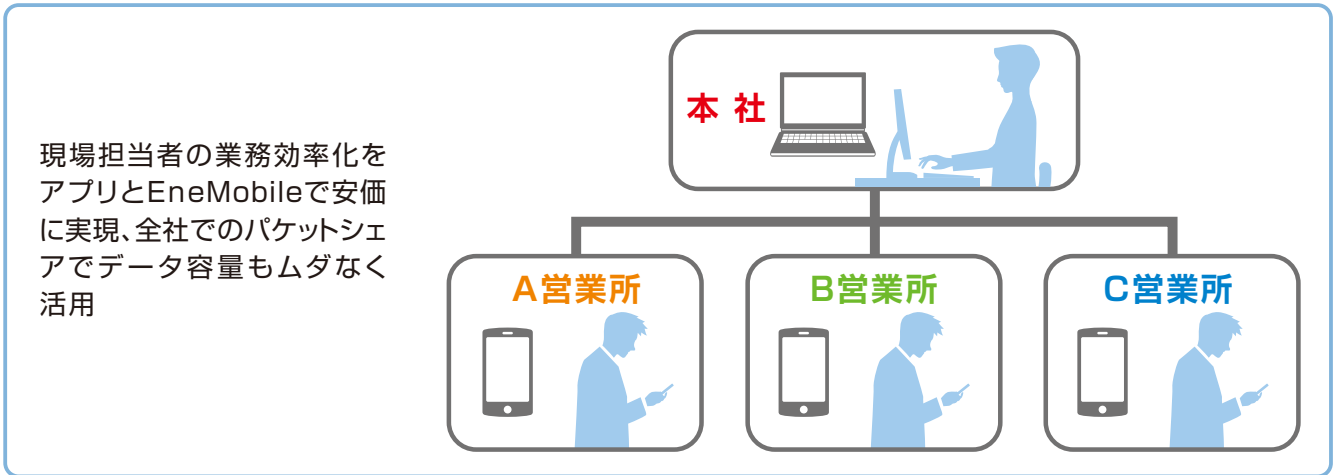 現場担当者の業務効率化を
アプリとEneMobileで安価
に実現、全社でのパケットシェ
アでデータ容量もムダなく
活用
本 社
A営業所
B営業所
C営業所